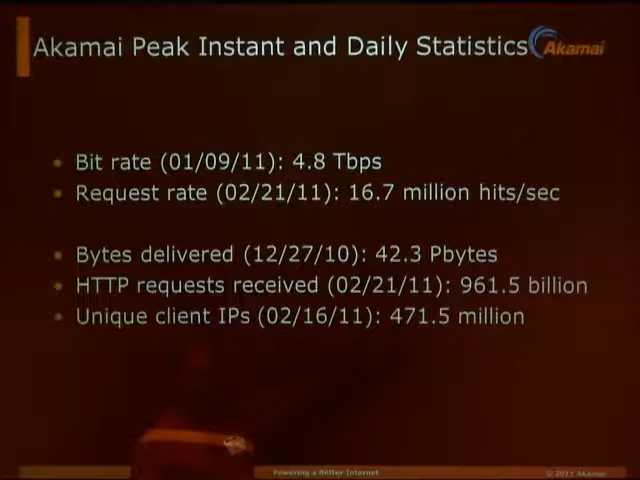 Akamai Peak Instant and Daily Statistics
Akamai
• Bit rate (01/09/11): 4.8 Tbps
• Request rate (02/21/11): 16.7 million hits/sec
• Bytes delivered (12/27/10): 42.3 Pbytes
• HTTP requests received (02/21/11): 961.5 billion
• Unique client IPs (02/16/11): 471.5 million
Powering a Better Internet
© 2011 Akamai